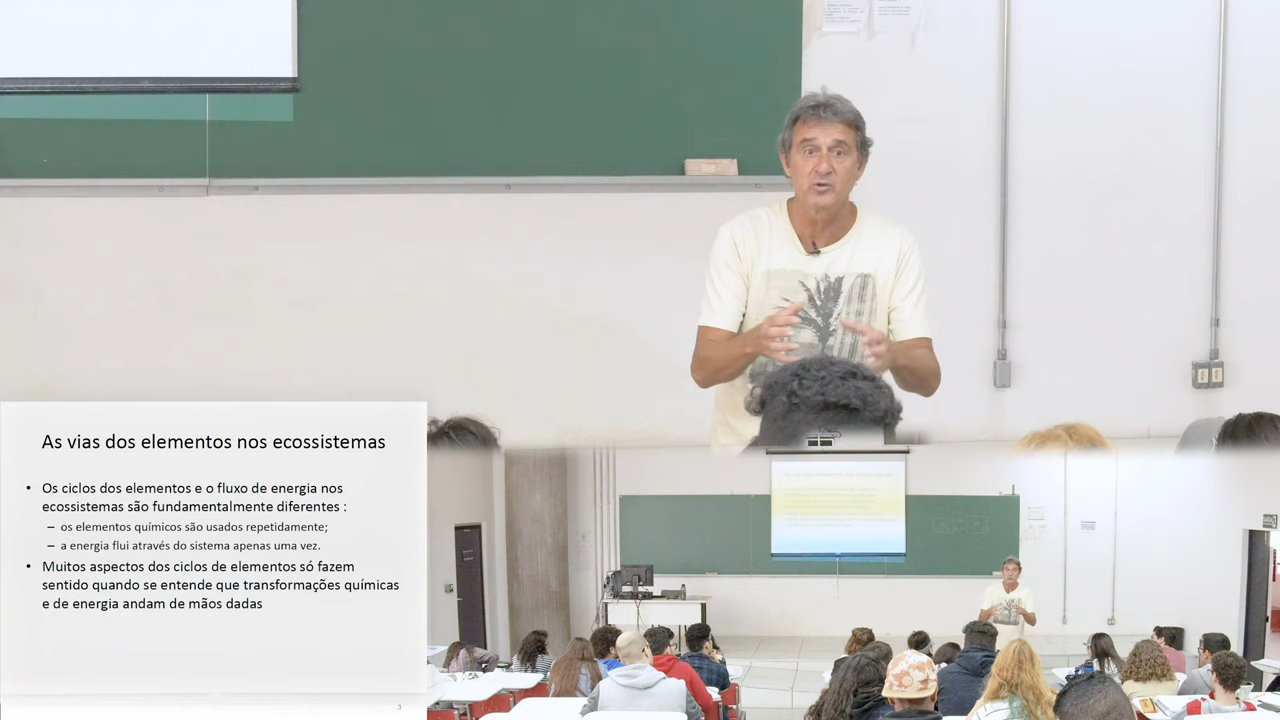 As vias dos elementos nos ecossistemas
• Os ciclos dos elementos e o fluxo de energia nos
ecossistemas são fundamentalmente diferentes :
– os elementos químicos são usados repetidamente;
– a energia flui através do sistema apenas uma vez.
• Muitos aspectos dos ciclos de elementos só fazem
sentido quando se entende que transformações químicas
e de energia andam de mãos dadas
3